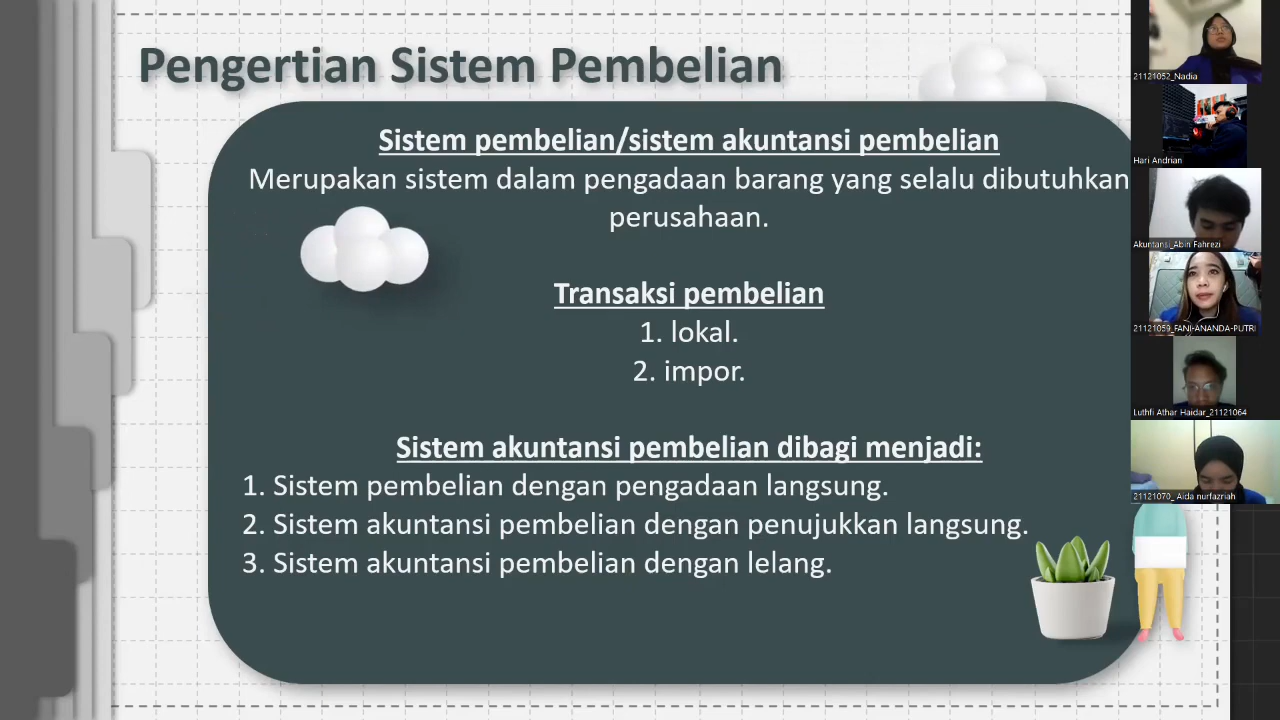 Pengertian Sistem Pembelian
Sistem pembelian/sistem akuntansi pembelian
Merupakan sistem dalam pengadaan barang yang selalu dibutuhkan
perusahaan.
Transaksi pembelian
1. lokal.
2. impor.
Sistem akuntansi pembelian dibagi menjadi:
1. Sistem pembelian dengan pengadaan langsung.
2. Sistem akuntansi pembelian dengan penujukkan langsung.
3. Sistem akuntansi pembelian dengan lelang.
21121052_Nadia
Hari Andrian
Akuntansi_Abin Fahrezi
21121059_FANI-ANANDA-PUTRI
Luthfi Athar Haidar_21121064
21121070_ Aida nurfazriah